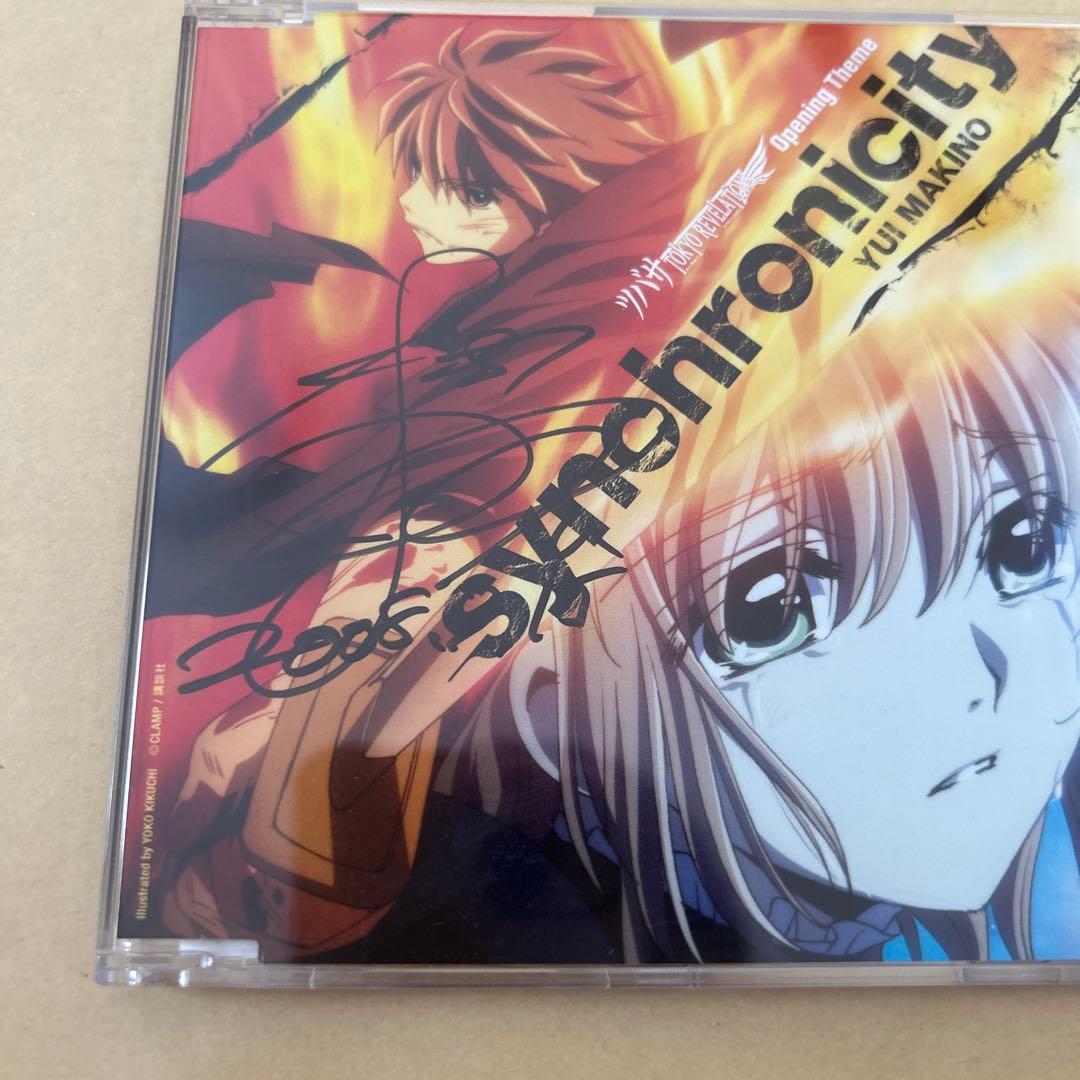 Opening Theme
ツバサ TOKYO REVELATIONS
synchronicity
YUI MAKINO
2008
Illustrated by YOKO KIKUCHI ©CLAMP / 講談社